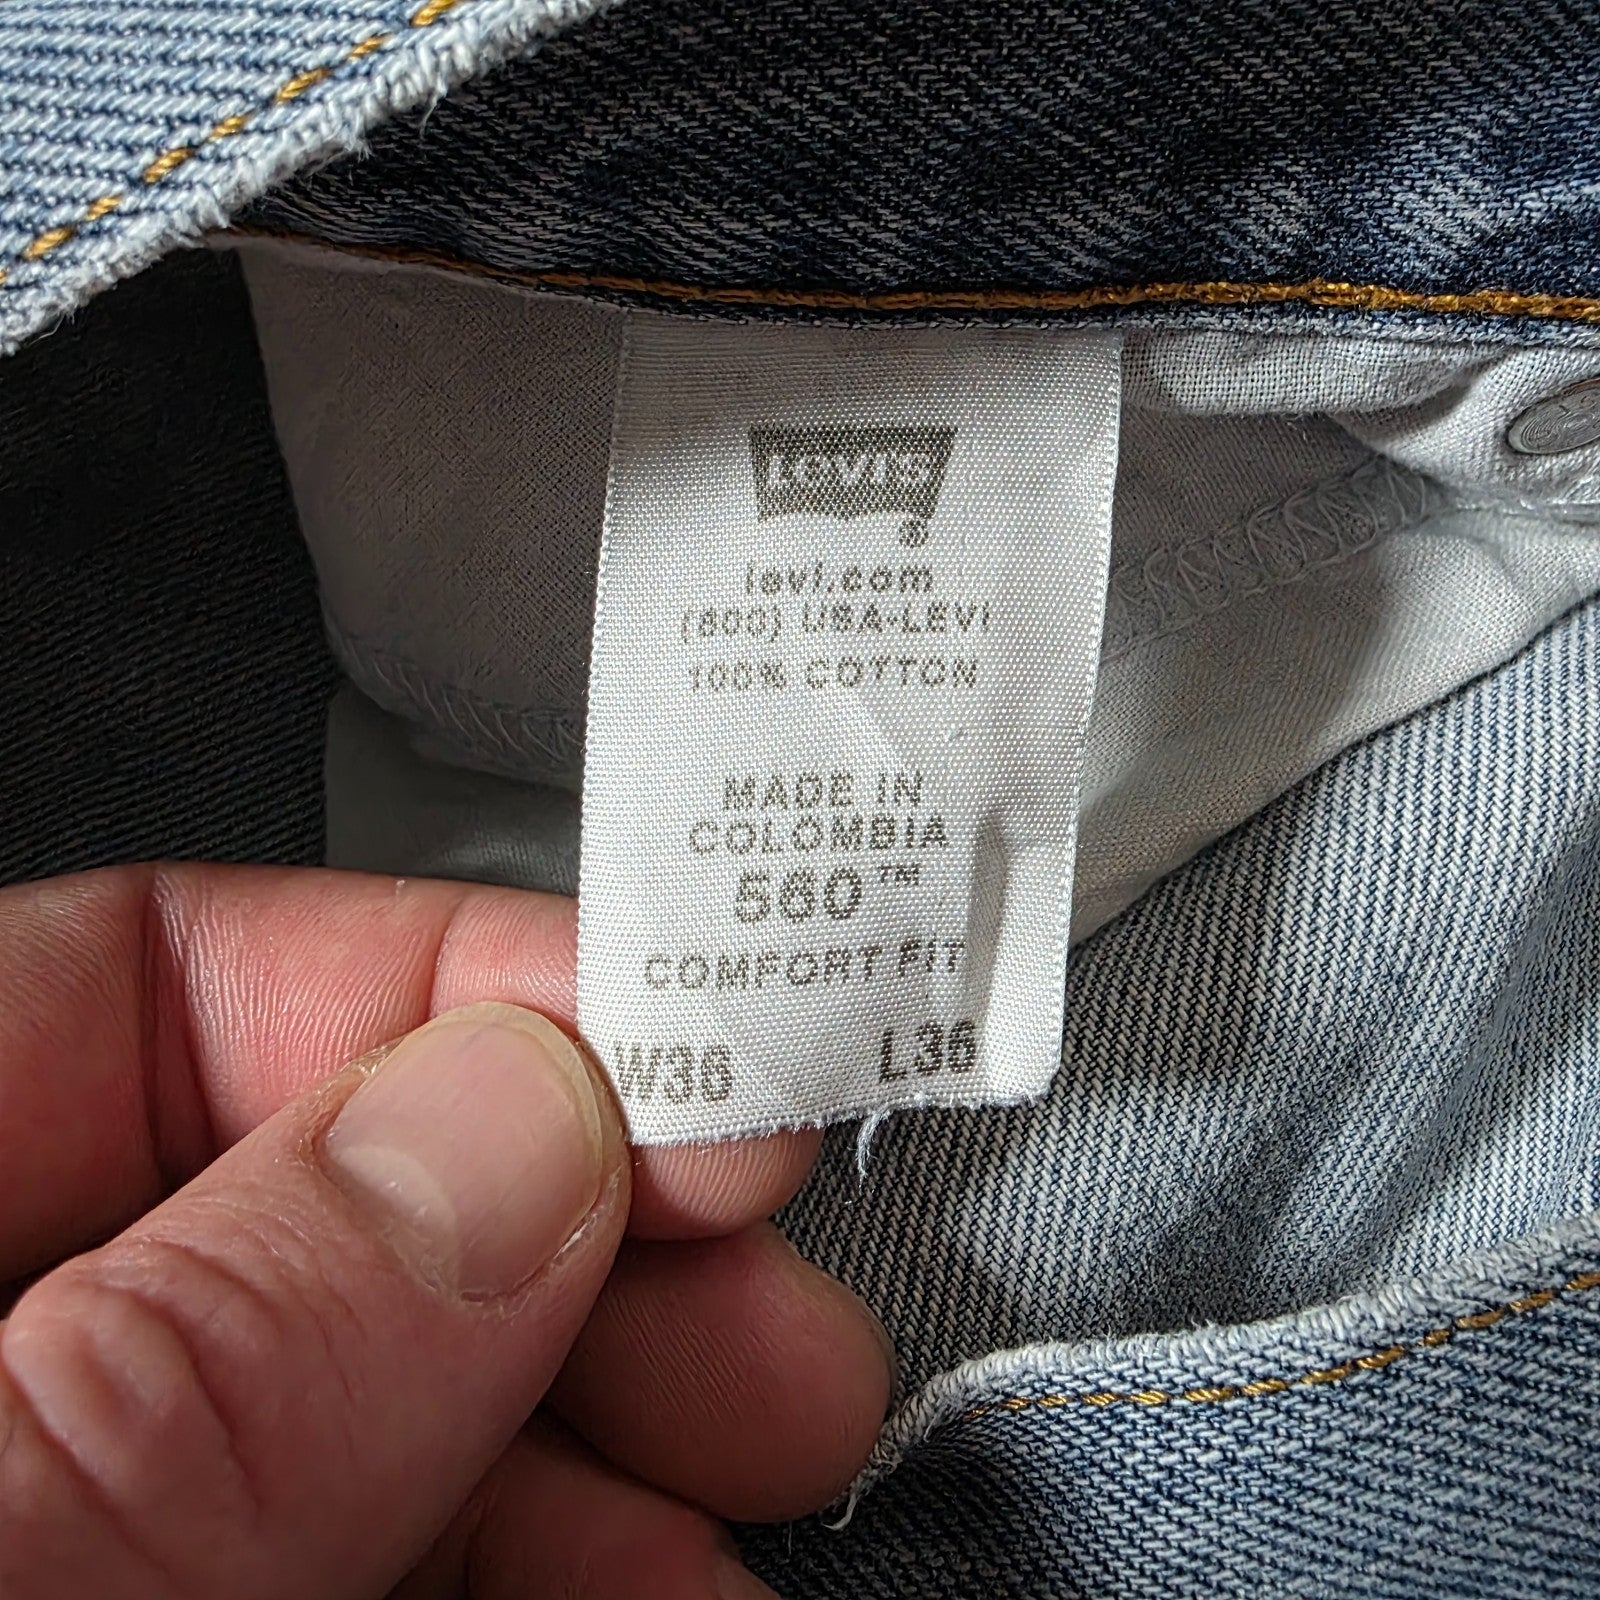 Levi's
®
levi.com
(800) USA-LEVI
100% COTTON
MADE IN
COLOMBIA
560™
COMFORT FIT
W36 L36